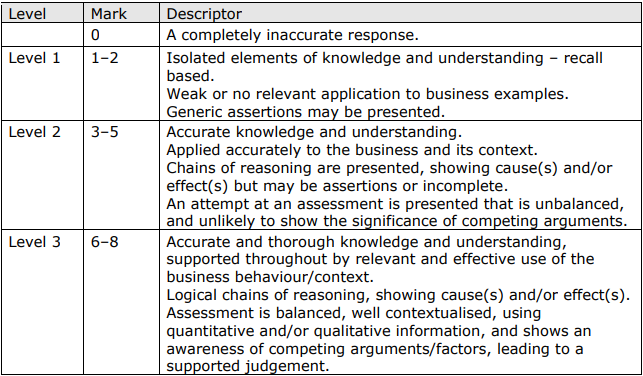 Level Mark Descriptor
0 A completely inaccurate response.
Level 1 1–2 Isolated elements of knowledge and understanding – recall
based.
Weak or no relevant application to business examples.
Generic assertions may be presented.
Level 2 3–5 Accurate knowledge and understanding.
Applied accurately to the business and its context.
Chains of reasoning are presented, showing cause(s) and/or
effect(s) but may be assertions or incomplete.
An attempt at an assessment is presented that is unbalanced,
and unlikely to show the significance of competing arguments.
Level 3 6–8 Accurate and thorough knowledge and understanding,
supported throughout by relevant and effective use of the
business behaviour/context.
Logical chains of reasoning, showing cause(s) and/or effect(s).
Assessment is balanced, well contextualised, using
quantitative and/or qualitative information, and shows an
awareness of competing arguments/factors, leading to a
supported judgement.